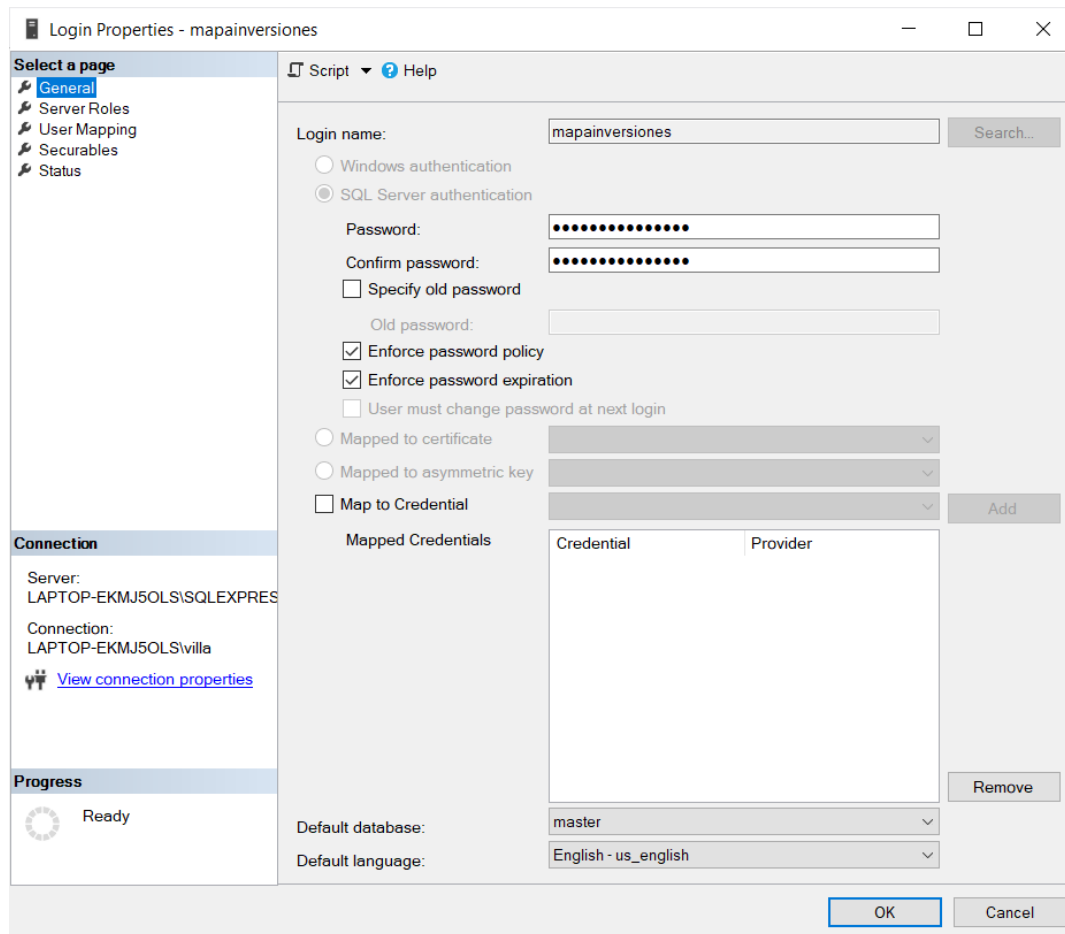 Login Properties - mapainversiones
Select a page
General
Server Roles
User Mapping
Securables
Status
Script
Help
Login name:
mapainversiones
Search...
Windows authentication
SQL Server authentication
Password:
●●●●●●●●●●●●●●●
Confirm password:
●●●●●●●●●●●●●●●
Specify old password
Old password:
Enforce password policy
Enforce password expiration
User must change password at next login
Mapped to certificate
Mapped to asymmetric key
Map to Credential
Add
Mapped Credentials
Credential
Provider
Remove
Default database:
master
Default language:
English - us_english
Connection
Server:
LAPTOP-EKMJ5OLS\SQLEXPRES
Connection:
LAPTOP-EKMJ5OLS\villa
View connection properties
Progress
Ready
OK
Cancel